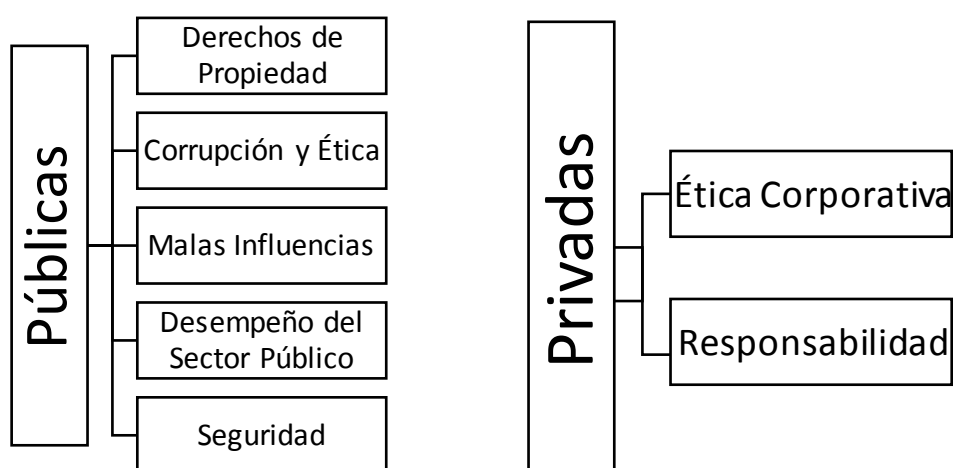 Públicas
Derechos de
Propiedad
Corrupción y Ética
Malas Influencias
Desempeño del
Sector Público
Seguridad
Privadas
Ética Corporativa
Responsabilidad